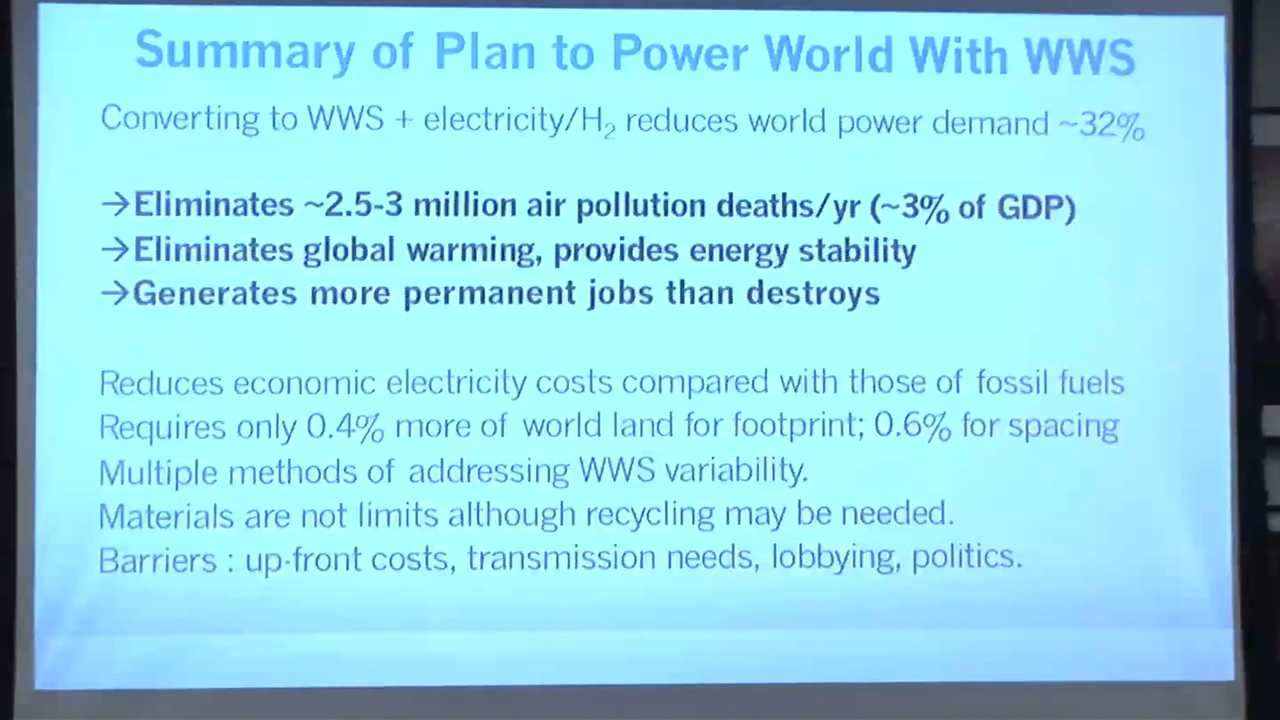 Summary of Plan to Power World With WWS
Converting to WWS + electricity/H₂ reduces world power demand ~32%
→Eliminates ~2.5-3 million air pollution deaths/yr (~3% of GDP)
→Eliminates global warming, provides energy stability
→Generates more permanent jobs than destroys
Reduces economic electricity costs compared with those of fossil fuels
Requires only 0.4% more of world land for footprint; 0.6% for spacing
Multiple methods of addressing WWS variability.
Materials are not limits although recycling may be needed.
Barriers : up-front costs, transmission needs, lobbying, politics.